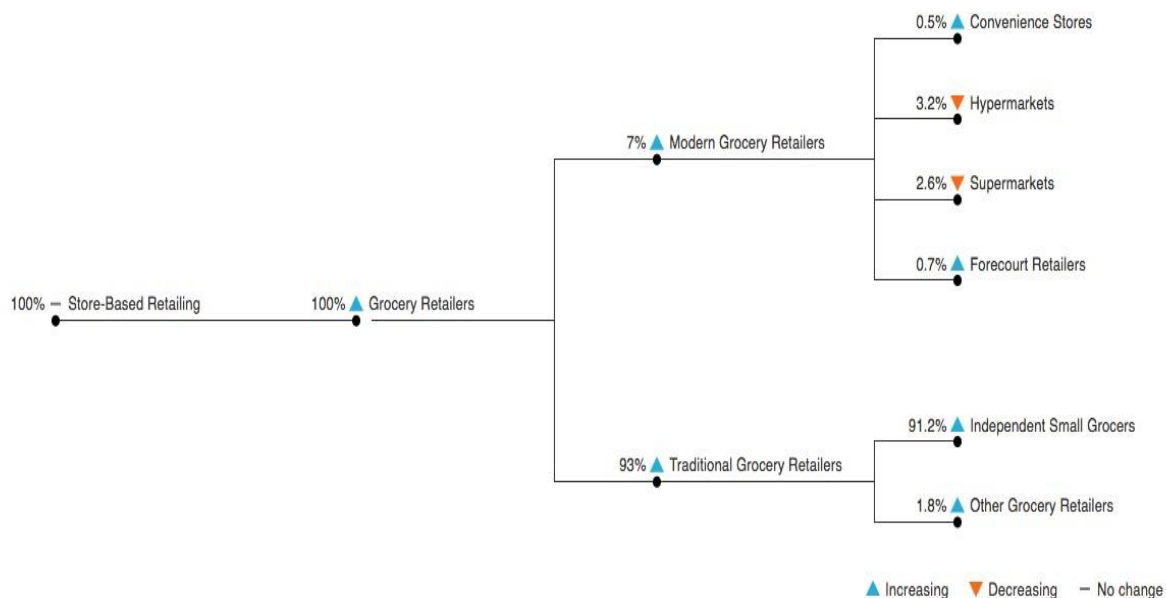 0.5% ▲ Convenience Stores
3.2% ▼ Hypermarkets
7% ▲ Modern Grocery Retailers
2.6% ▼ Supermarkets
0.7% ▲ Forecourt Retailers
100% – Store-Based Retailing
100% ▲ Grocery Retailers
91.2% ▲ Independent Small Grocers
93% ▲ Traditional Grocery Retailers
1.8% ▲ Other Grocery Retailers
▲ Increasing ▼ Decreasing – No change